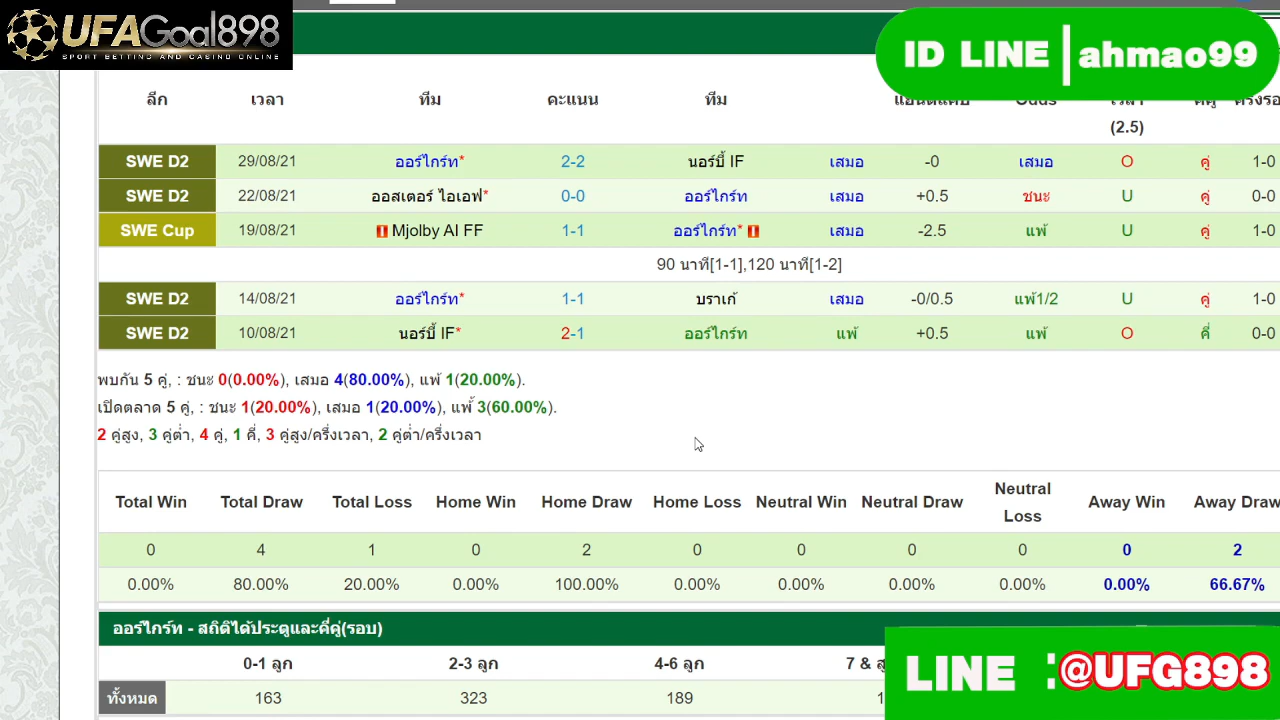 UFAGoal898
SPORT BETTING AND CASINO ONLINE
ID LINE | ahmao99
ลีก เวลา ทีม คะแนน ทีม
(2.5)
SWE D2 29/08/21 ออร์ไกร์ท* 2-2 นอร์บี้ IF เสมอ -0 เสมอ O คู่ 1-0
SWE D2 22/08/21 ออสเตอร์ ไอเอฟ* 0-0 ออร์ไกร์ท เสมอ +0.5 ชนะ U คู่ 0-0
SWE Cup 19/08/21 1 Mjolby AI FF 1-1 ออร์ไกร์ท* 1 เสมอ -2.5 แพ้ U คู่ 1-0
90 นาที[1-1],120 นาที[1-2]
SWE D2 14/08/21 ออร์ไกร์ท* 1-1 บราเก้ เสมอ -0/0.5 แพ้1/2 U คู่ 1-0
SWE D2 10/08/21 นอร์บี้ IF* 2-1 ออร์ไกร์ท แพ้ +0.5 แพ้ O คี่ 0-0
พบกัน 5 คู่, : ชนะ 0(0.00%), เสมอ 4(80.00%), แพ้ 1(20.00%).
เปิดตลาด 5 คู่, : ชนะ 1(20.00%), เสมอ 1(20.00%), แพ้ 3(60.00%).
2 คู่สูง, 3 คู่ต่ำ, 4 คู่, 1 คี่, 3 คู่สูง/ครึ่งเวลา, 2 คู่ต่ำ/ครึ่งเวลา
Total Win Total Draw Total Loss Home Win Home Draw Home Loss Neutral Win Neutral Draw Neutral Loss Away Win Away Draw
0 4 1 0 2 0 0 0 0 0 2
0.00% 80.00% 20.00% 0.00% 100.00% 0.00% 0.00% 0.00% 0.00% 0.00% 66.67%
ออร์ไกร์ท - สถิติได้ประตูและคี่คู่(รอบ)
0-1 ลูก 2-3 ลูก 4-6 ลูก 7 &
ทั้งหมด 163 323 189
LINE :@UFG898